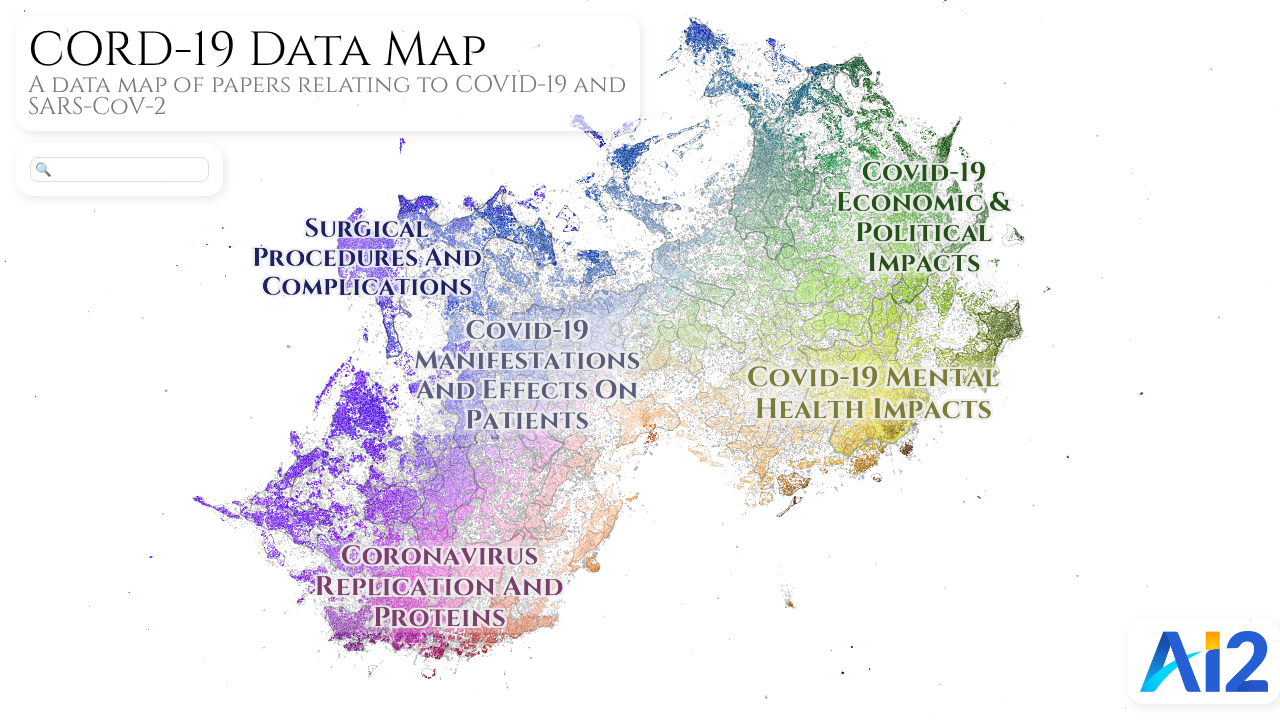 CORD-19 Data Map
A data map of papers relating to COVID-19 and
SARS-CoV-2
Surgical
Procedures And
Complications
Covid-19
Economic &
Political
Impacts
Covid-19
Manifestations
And Effects On
Patients
Covid-19 Mental
Health Impacts
Coronavirus
Replication And
Proteins
Ai2